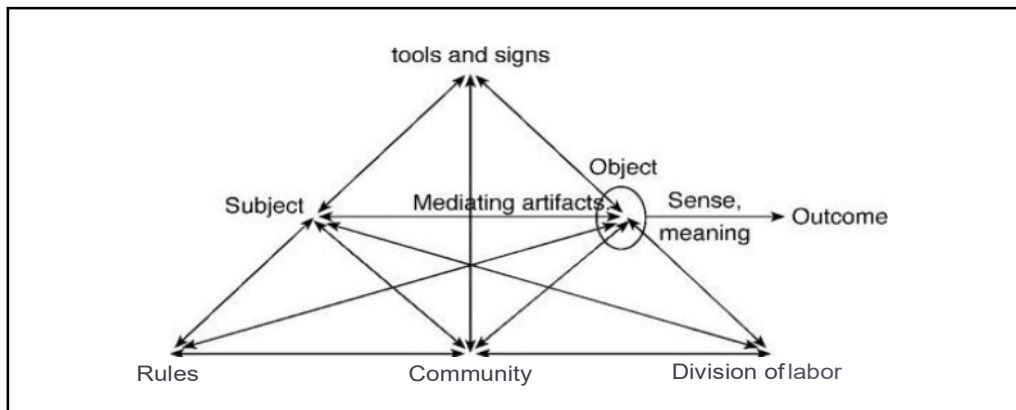 tools and signs
Object
Subject
Mediating artifacts
Sense,
meaning
Outcome
Rules
Community
Division of labor